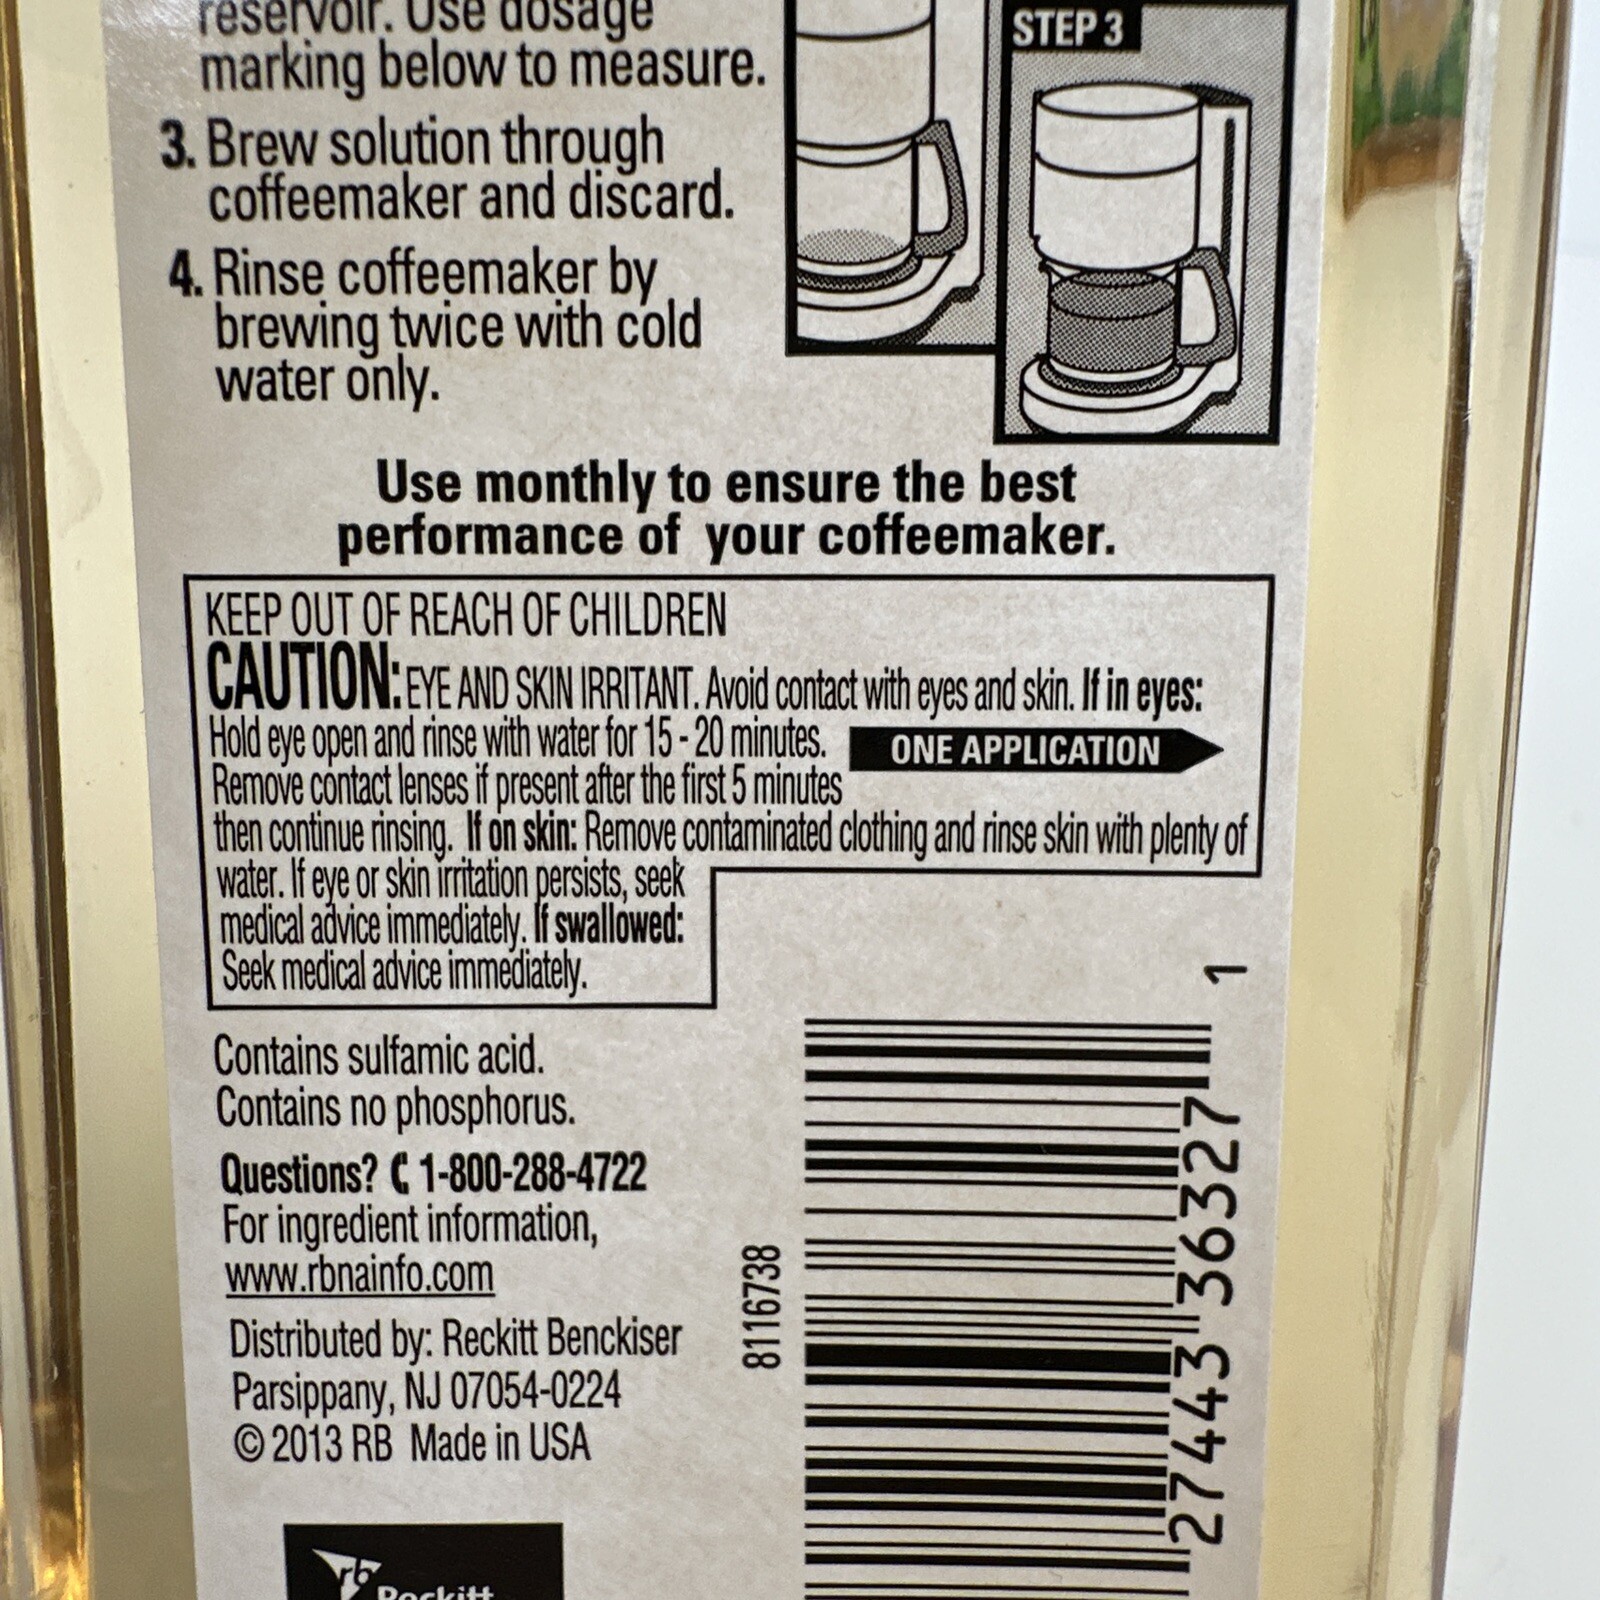 reservoir. Use dosage
marking below to measure.
3. Brew solution through
coffeemaker and discard.
4. Rinse coffeemaker by
brewing twice with cold
water only.
STEP 3
Use monthly to ensure the best
performance of your coffeemaker.
KEEP OUT OF REACH OF CHILDREN
CAUTION: EYE AND SKIN IRRITANT. Avoid contact with eyes and skin. If in eyes:
Hold eye open and rinse with water for 15 - 20 minutes.
ONE APPLICATION
Remove contact lenses if present after the first 5 minutes
then continue rinsing. If on skin: Remove contaminated clothing and rinse skin with plenty of
water. If eye or skin irritation persists, seek
medical advice immediately. If swallowed:
Seek medical advice immediately.
Contains sulfamic acid.
Contains no phosphorus.
Questions? 1-800-288-4722
For ingredient information,
www.rbnainfo.com
Distributed by: Reckitt Benckiser
Parsippany, NJ 07054-0224
© 2013 RB Made in USA
8116738
27443 36327 1
rb
Reckitt